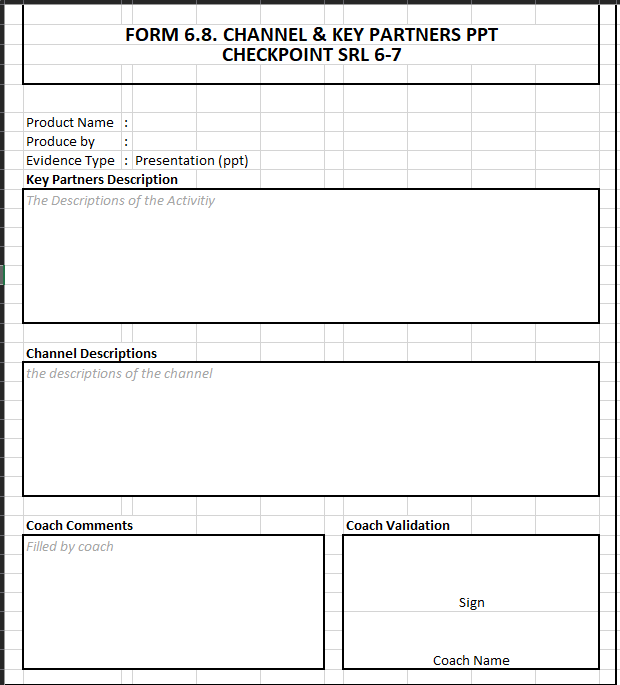 FORM 6.8. CHANNEL & KEY PARTNERS PPT
CHECKPOINT SRL 6-7
Product Name :
Produce by :
Evidence Type : Presentation (ppt)
Key Partners Description
The Descriptions of the Activitiy
Channel Descriptions
the descriptions of the channel
Coach Comments
Filled by coach
Coach Validation
Sign
Coach Name